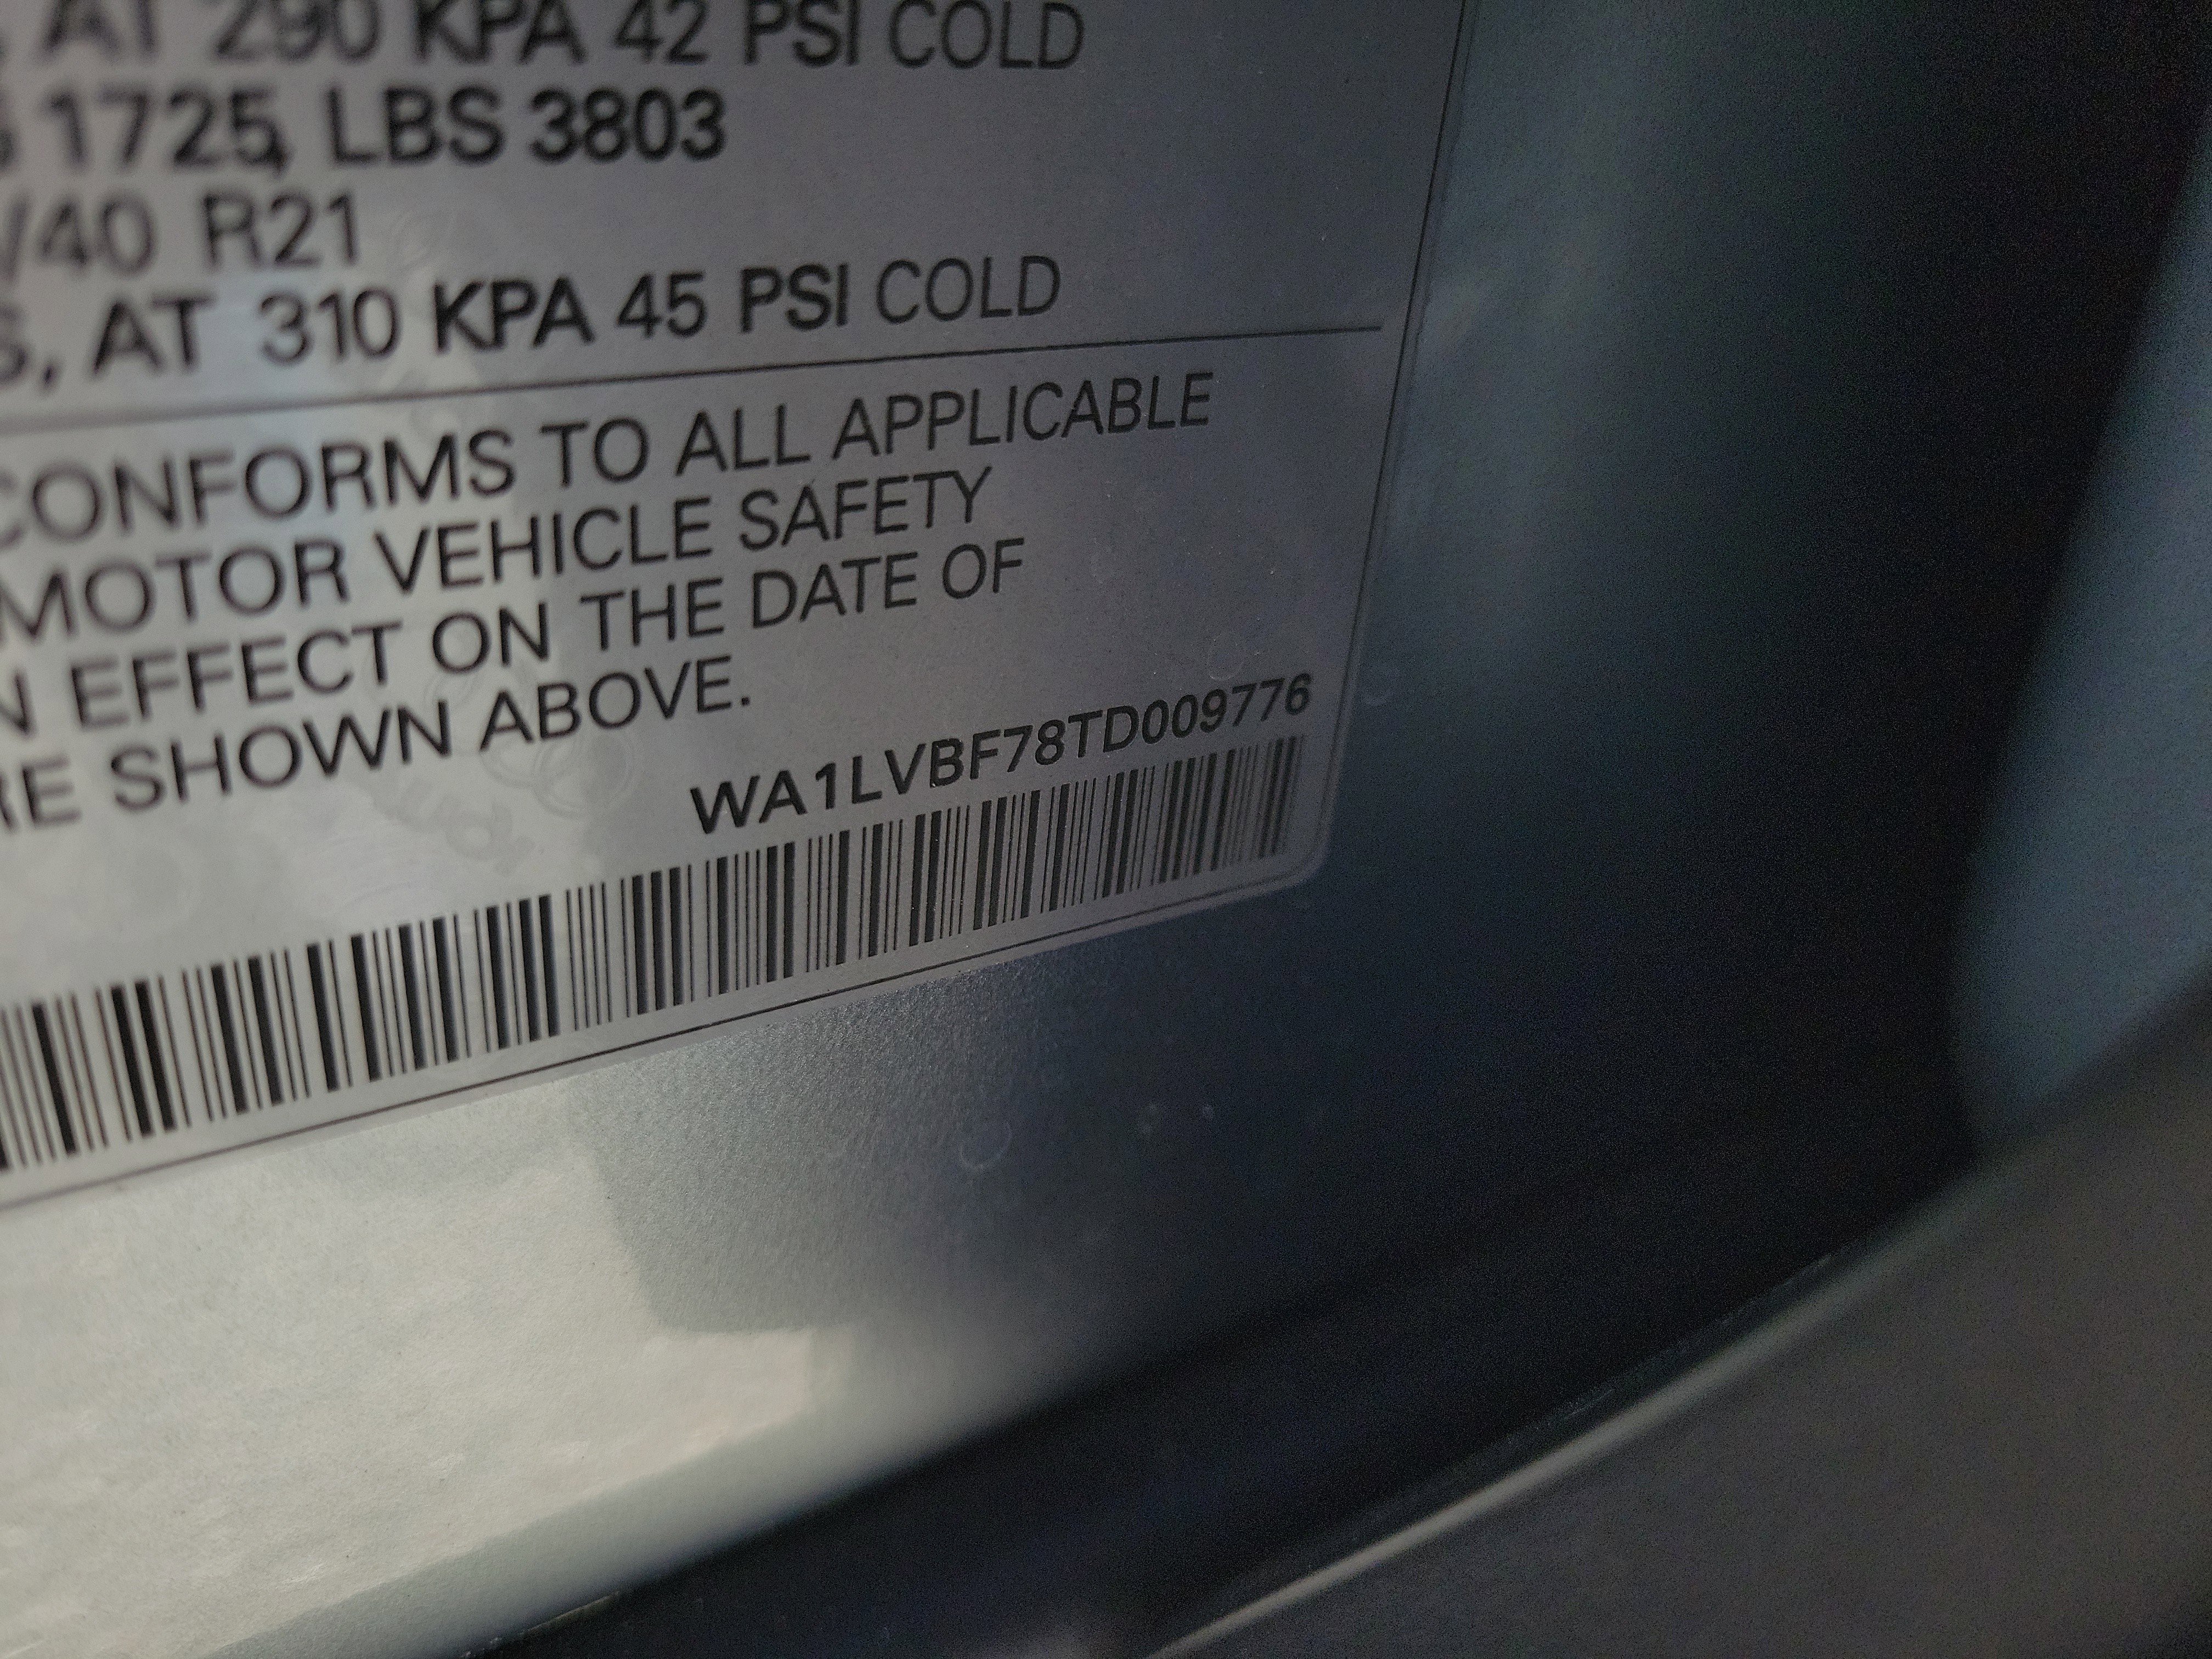 AT 290 KPA 42 PSI COLD
1725, LBS 3803
/40 R21
S, AT 310 KPA 45 PSI COLD
CONFORMS TO ALL APPLICABLE
MOTOR VEHICLE SAFETY
N EFFECT ON THE DATE OF
RE SHOWN ABOVE.
WA1LVBF78TD009776